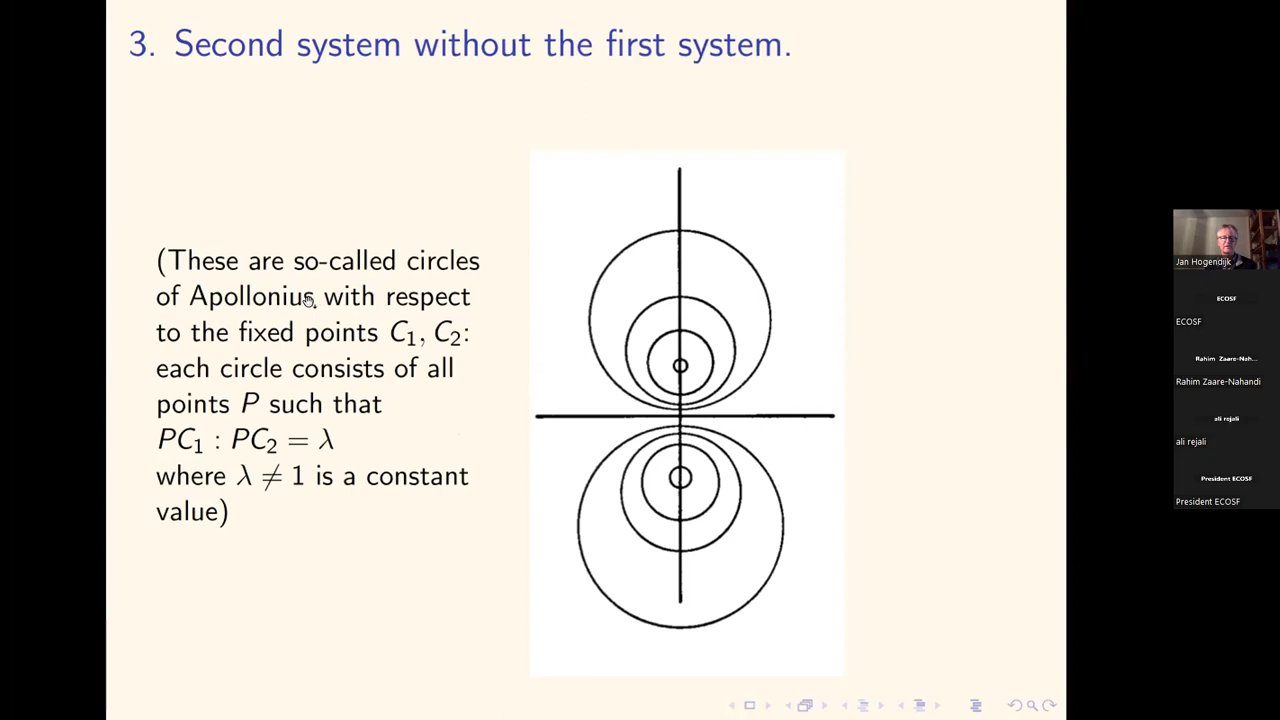 3. Second system without the first system.
(These are so-called circles
of Apollonius with respect
to the fixed points C₁, C₂:
each circle consists of all
points P such that
PC₁ : PC₂ = λ
where λ ≠ 1 is a constant
value)
Jan Hogendijk
ECOSF
ECOSF
Rahim Zaare-Nah...
Rahim Zaare-Nahandi
ali rejali
ali rejali
President ECOSF
President ECOSF